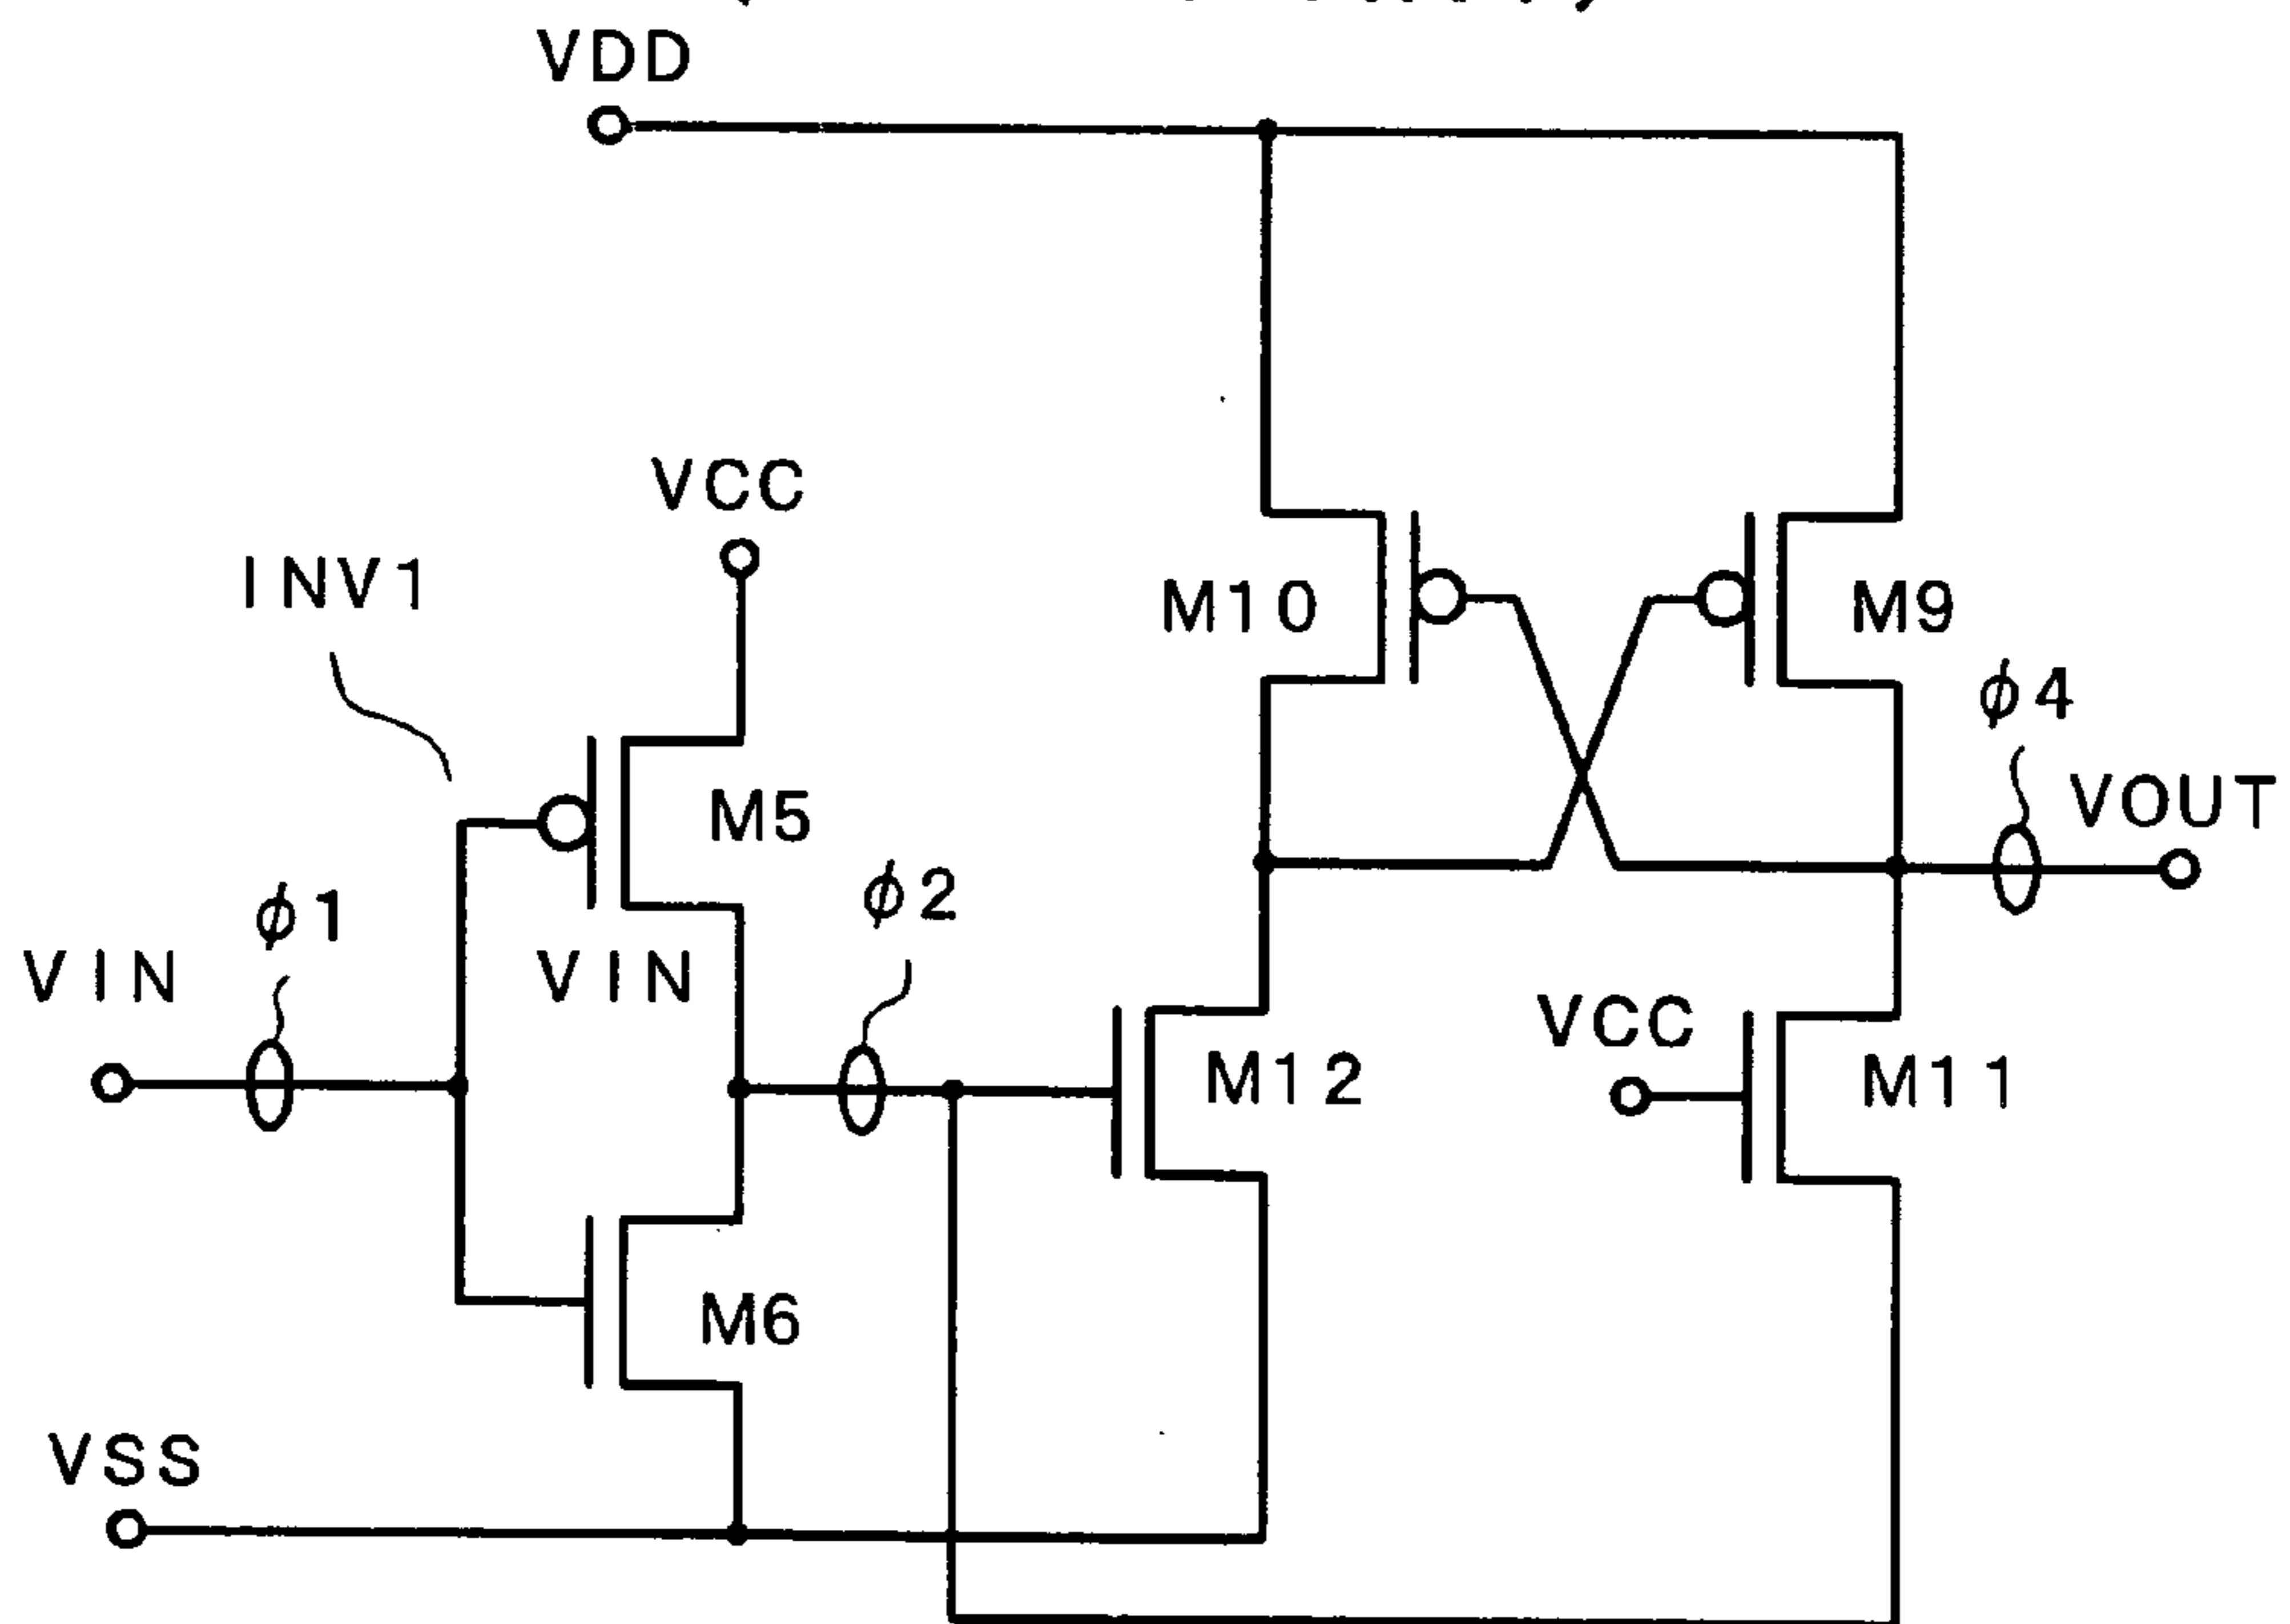 VDD
VCC
INV1
M10
M9
φ4
M5
VOUT
φ2
φ1
VIN
VIN
VCC
M12
M11
M6
VSS